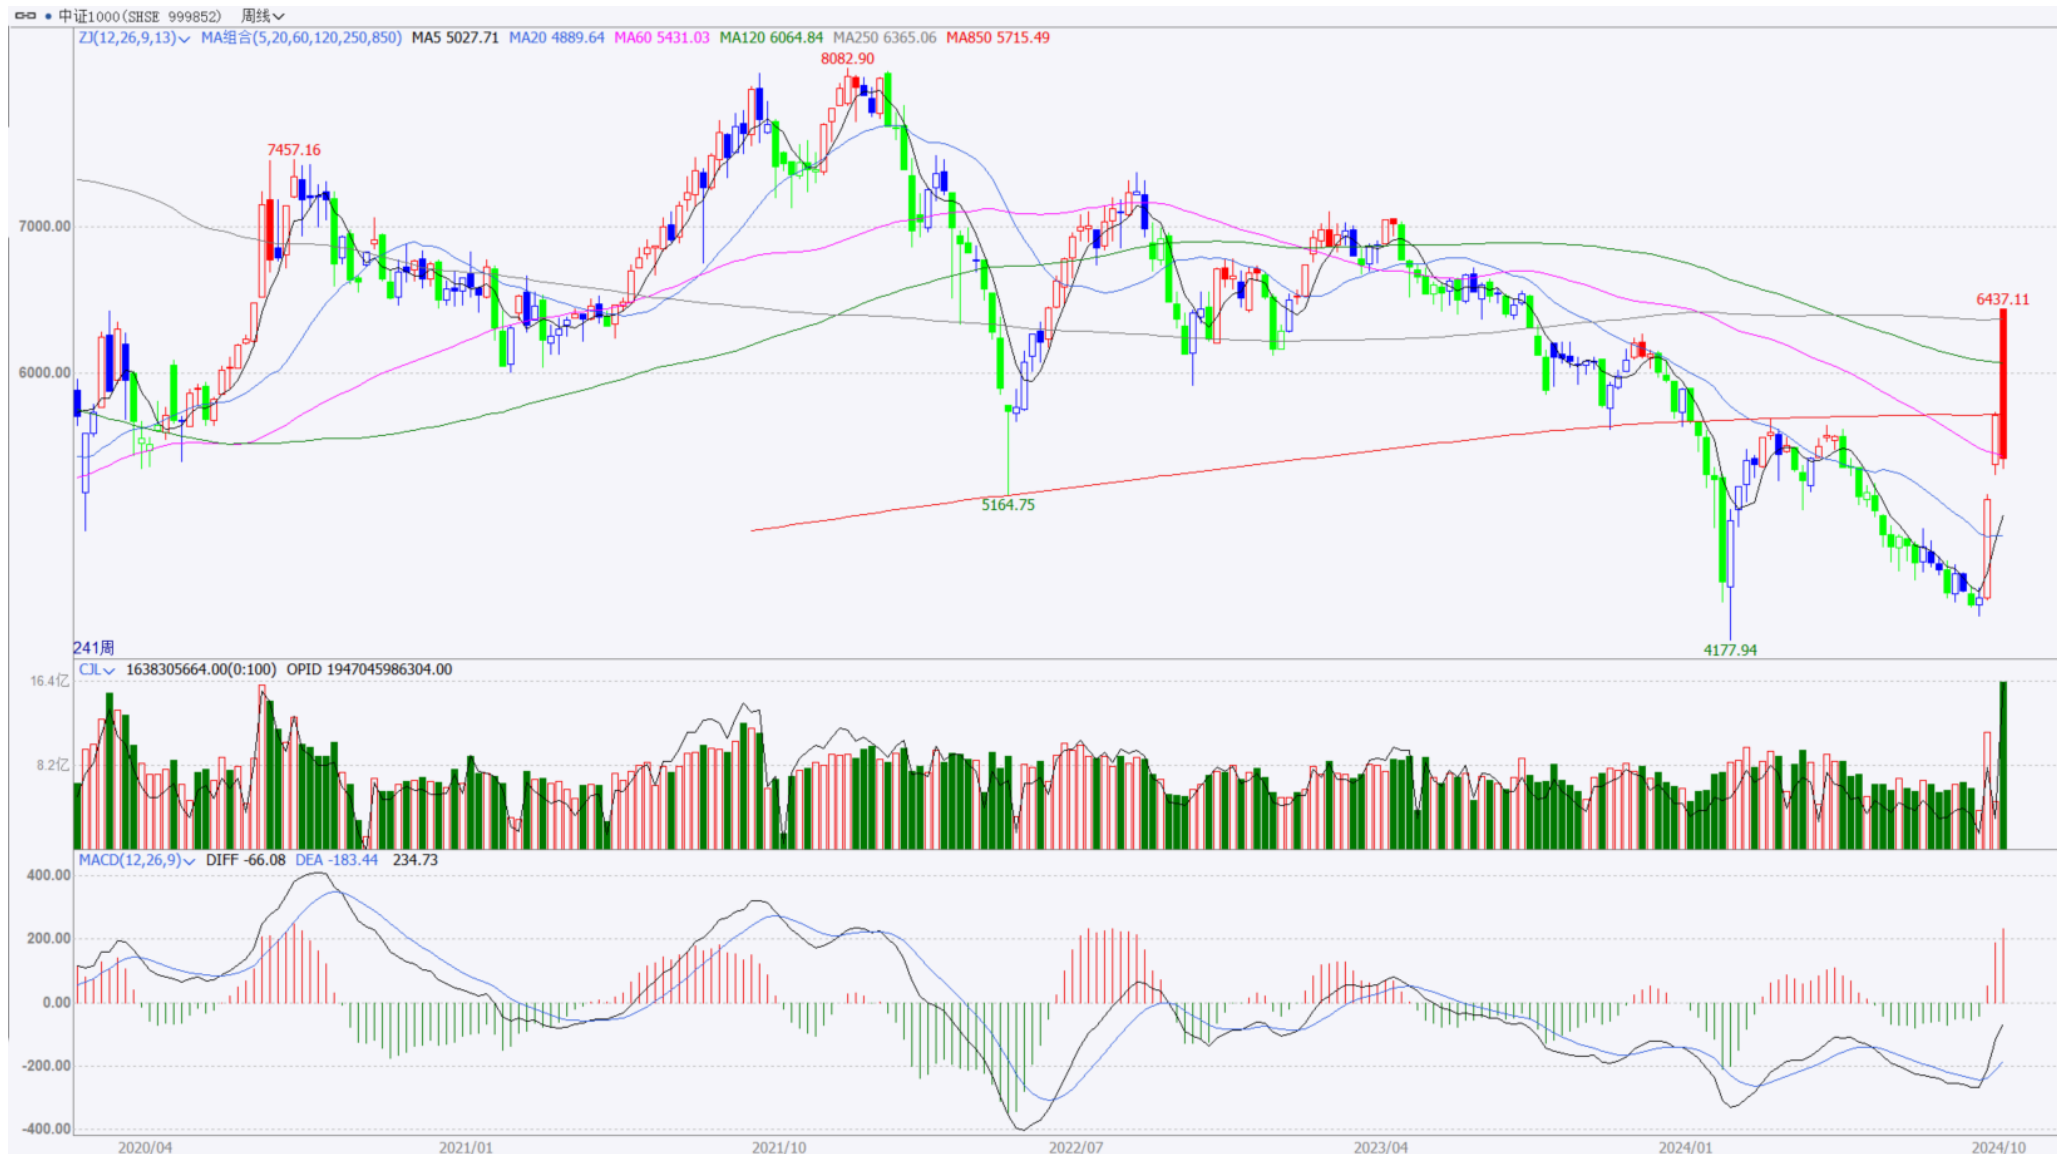 中证1000(SHSE 999852) 周线
ZJ(12,26,9,13) MA组合(5,20,60,120,250,850) MA5 5027.71 MA20 4889.64 MA60 5431.03 MA120 6064.84 MA250 6365.06 MA850 5715.49
8082.90
7457.16
7000.00
6437.11
6000.00
5164.75
241周
4177.94
CJL 1638305664.00(0:100) OPID 1947045986304.00
16.4亿
8.2亿
MACD(12,26,9) DIFF -66.08 DEA -183.44 234.73
400.00
200.00
0.00
-200.00
-400.00
2020/04 2021/01 2021/10 2022/07 2023/04 2024/01 2024/10